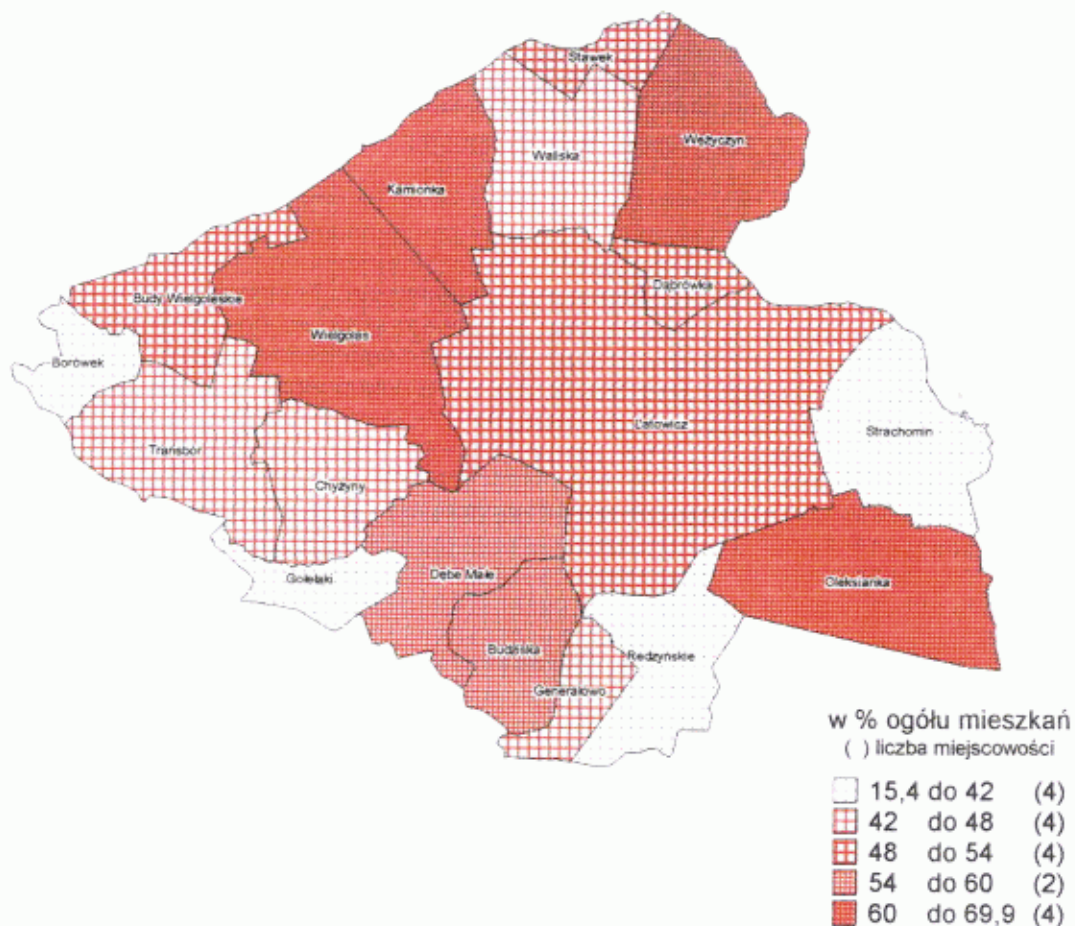 Stawek
Wężyczyn
Waliska
Kamionka
Dąbrówka
Budy Wielgoleskie
Wielgolas
Borówek
Latowicz
Strachomin
Transbór
Chyżyny
Gołełąki
Dębe Małe
Oleksianka
Budziska
Redzyńskie
Generałowo
w % ogółu mieszkań
( ) liczba miejscowości
15,4 do 42 (4)
42 do 48 (4)
48 do 54 (4)
54 do 60 (2)
60 do 69,9 (4)